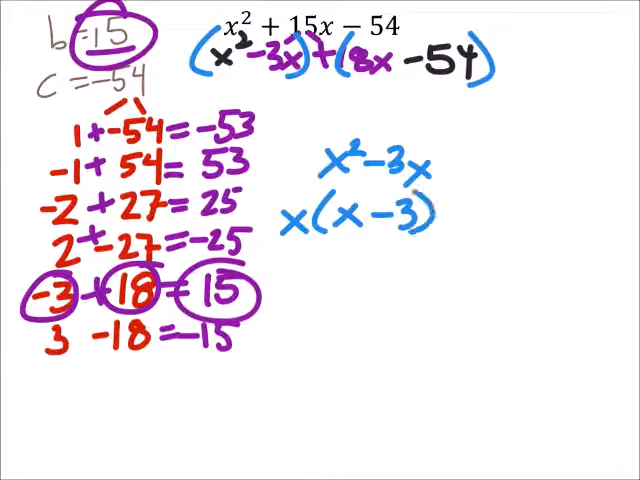 x² + 15x − 54
b = 15
(x² -3x) + (18x -54)
c = -54
1 + -54 = -53
-1 + 54 = 53
-2 + 27 = 25
2 + -27 = -25
-3 + 18 = 15
3 -18 = -15
x² - 3x
x(x - 3)